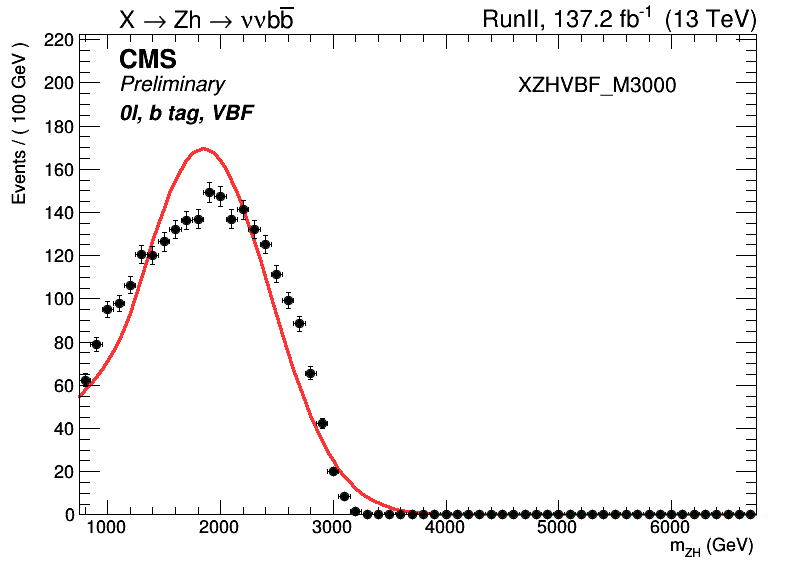 X → Zh → ννbb̅ RunII, 137.2 fb⁻¹ (13 TeV)
CMS
Preliminary
XZHVBF_M3000
0l, b tag, VBF
Events / ( 100 GeV )
220
200
180
160
140
120
100
80
60
40
20
0
1000 2000 3000 4000 5000 6000
m_ZH (GeV)